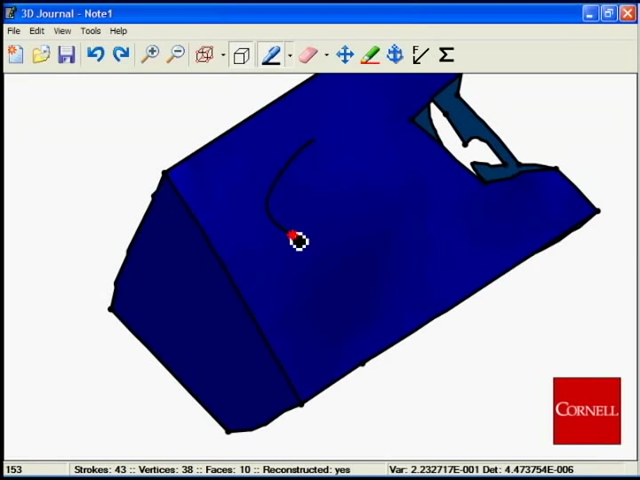 3D Journal - Note1
File Edit View Tools Help
F Σ
CORNELL
153 Strokes: 43 :: Vertices: 38 :: Faces: 10 :: Reconstructed: yes Var: 2.232717E-001 Det: 4.473754E-006